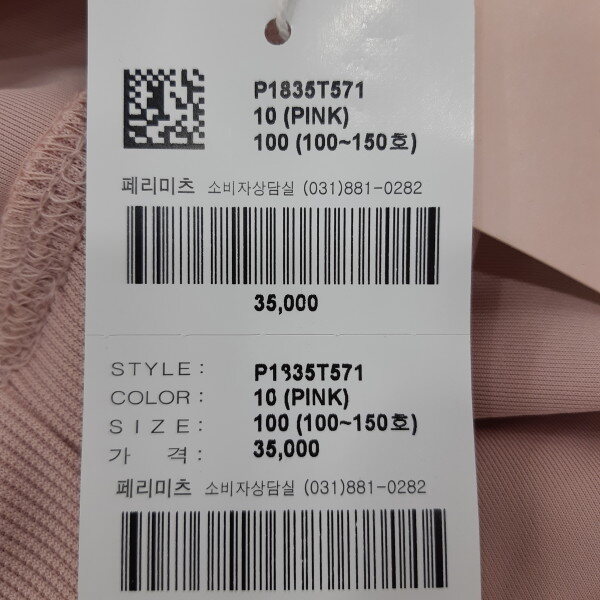 P1835T571
10 (PINK)
100 (100~150호)
페리미츠 소비자상담실 (031)881-0282
35,000
STYLE: P1835T571
COLOR: 10 (PINK)
SIZE: 100 (100~150호)
가 격: 35,000
페리미츠 소비자상담실 (031)881-0282